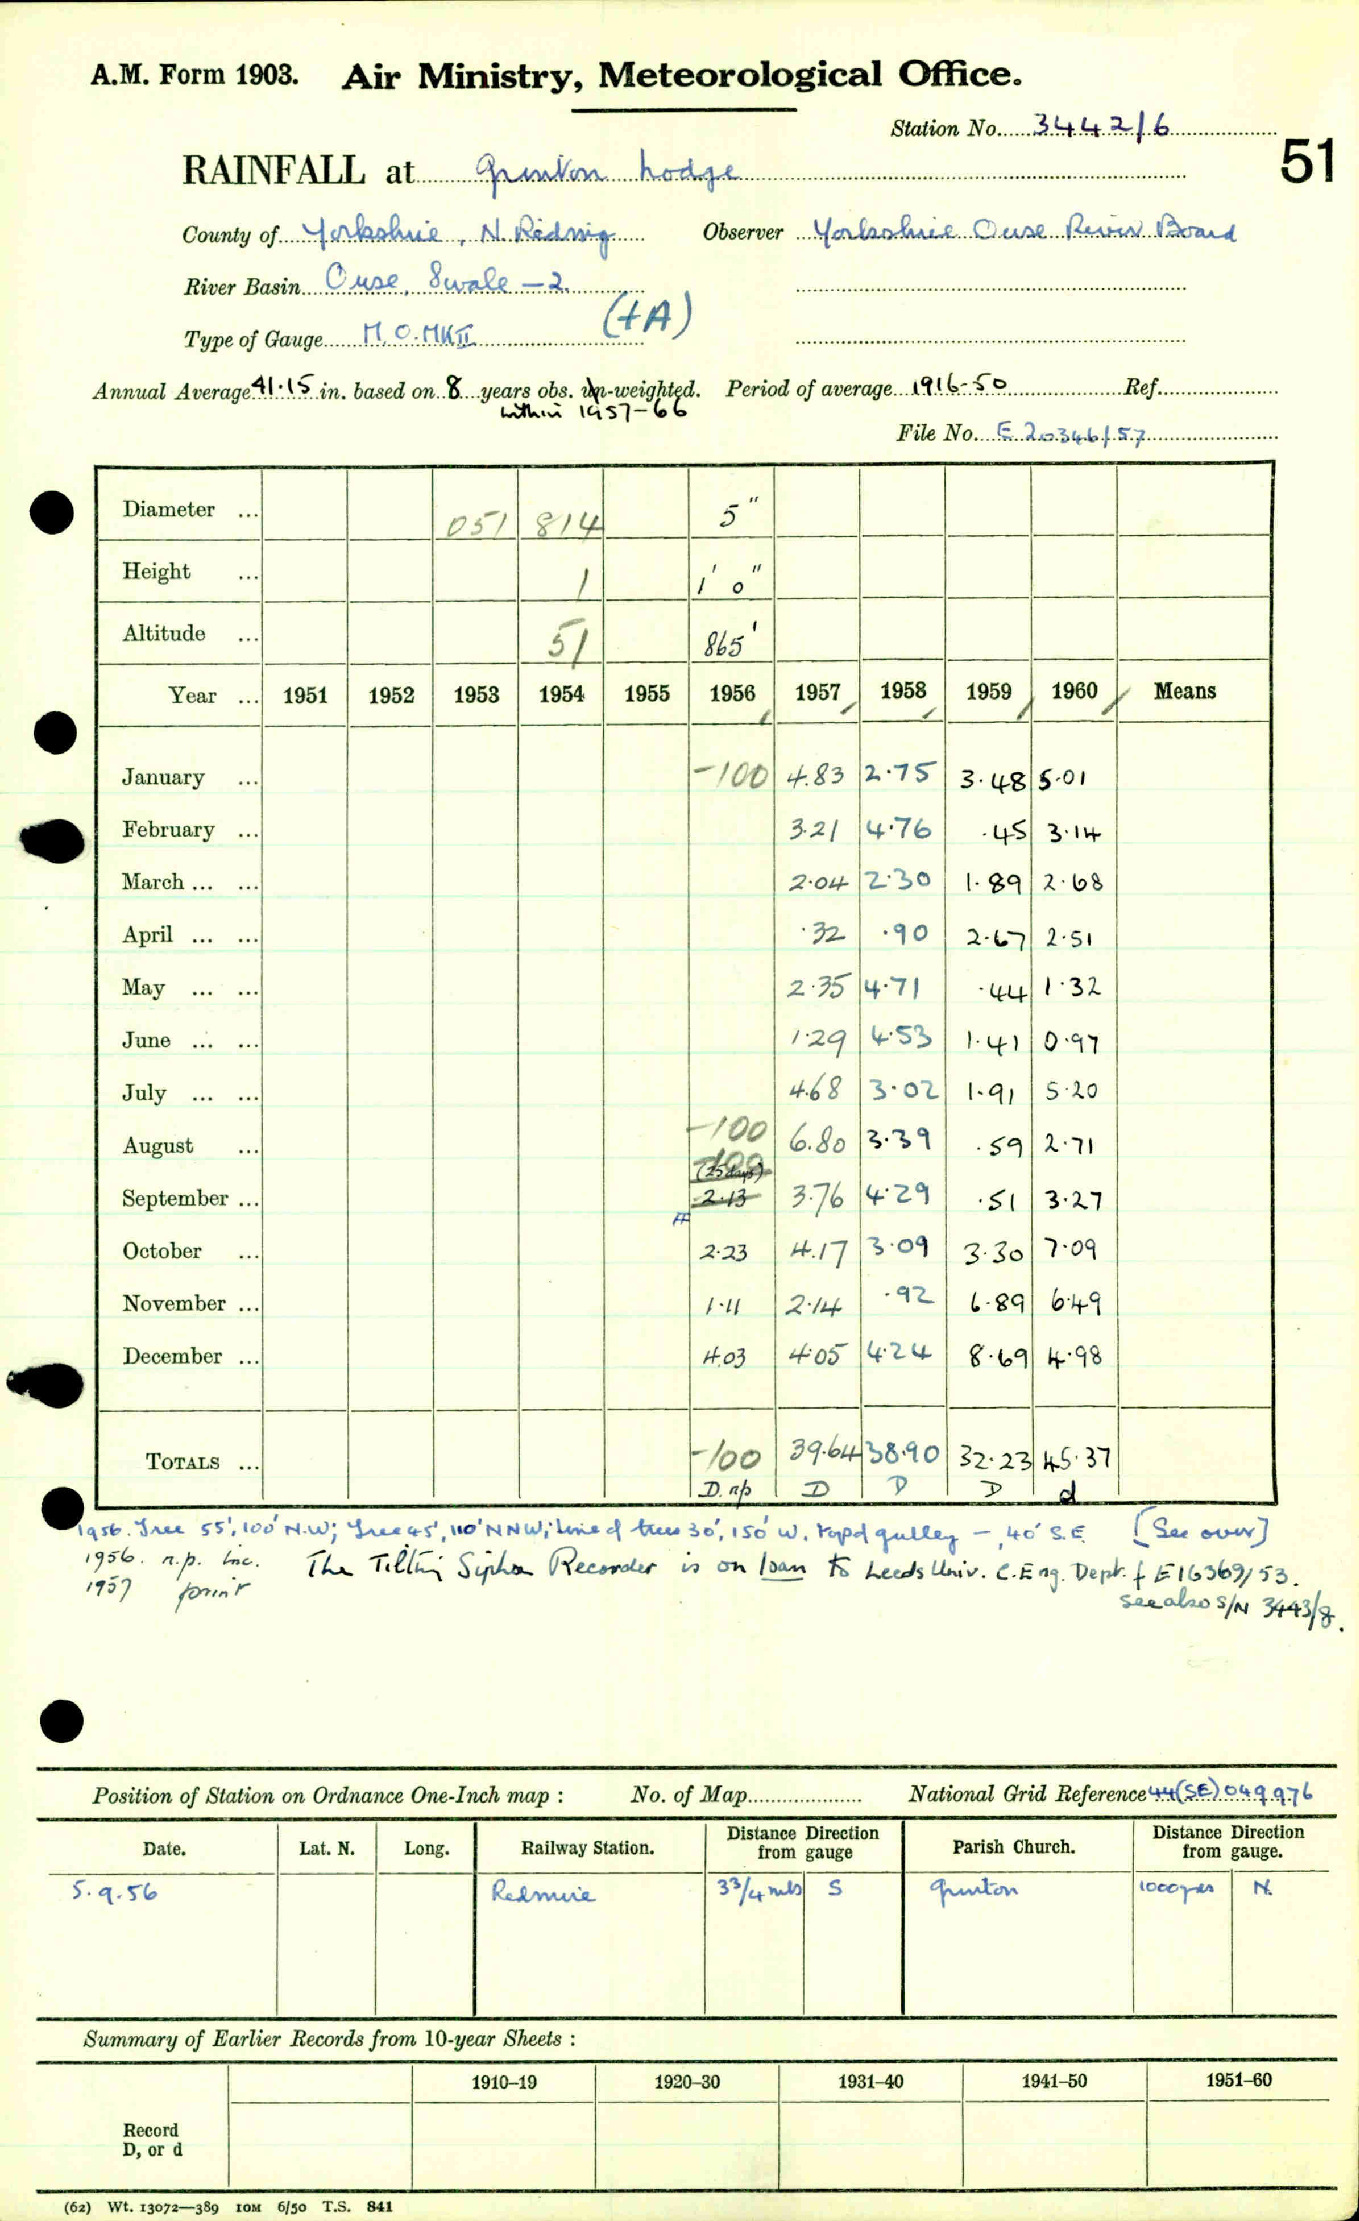 A.M. Form 1903. Air Ministry, Meteorological Office.
Station No. 3442/6
51
RAINFALL at Grinton Lodge
County of Yorkshire, N. Riding Observer Yorkshire Ouse River Board
River Basin Ouse, Swale - 2.
Type of Gauge M.O. MK II (+A)
Annual Average 41·15 in. based on 8 years obs. un-weighted. Period of average 1916-50 Ref.
within 1957-66
File No. E 20346/57
Diameter ... 051 814 5"
Height ... 1 1' 0"
Altitude ... 51 865'
Year ... 1951 1952 1953 1954 1955 1956 1957 1958 1959 1960 Means
January ... -100 4.83 2·75 3·48 5·01
February ... 3·21 4·76 ·45 3·14
March ... ... 2·04 2·30 1·89 2·68
April ... ... ·32 ·90 2·67 2·51
May ... ... 2·35 4·71 ·44 1·32
June ... ... 1·29 4·53 1·41 0·97
July ... ... 4.68 3·02 1·91 5·20
August ... -100 6.80 3·39 ·59 2·71
-100
(25 days)
September ... 2·13 3·76 4·29 ·51 3·27
October ... 2·23 4·17 3·09 3·30 7·09
November ... 1·11 2·14 ·92 6·89 6·49
December ... 4.03 4·05 4·24 8·69 4·98
TOTALS ... -100 39·64 38·90 32·23 45·37
D. np D D D d
1956. Tree 55', 100' N.W; Tree 45', 110' NNW; Line of trees 30', 150' W. Top of gulley -, 40' S.E. [See over]
1956. n.p. inc. The Tilting Siphon Recorder is on loan to Leeds Univ. C. Eng. Dept. f E16369/53.
1957 print see also S/N 3443/8.
Position of Station on Ordnance One-Inch map : No. of Map National Grid Reference 44(SE)049976
Date. Lat. N. Long. Railway Station. Distance from Direction gauge Parish Church. Distance from Direction gauge.
5.9.56 Redmire 3 3/4 mls S Grinton 1000 yds N.
Summary of Earlier Records from 10-year Sheets :
1910–19 1920–30 1931–40 1941–50 1951–60
Record
D, or d
(62) Wt. 13072—389 10M 6/50 T.S. 841